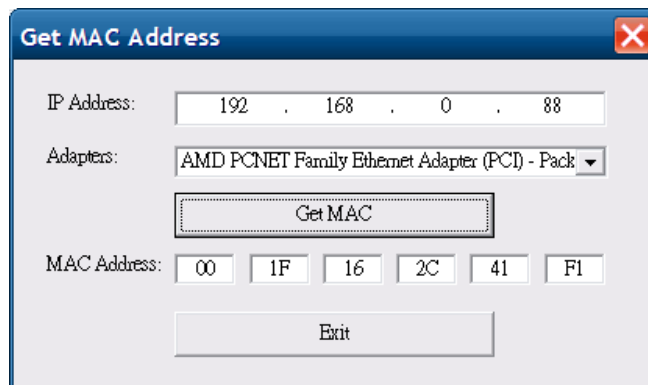 Get MAC Address
IP Address: 192 . 168 . 0 . 88
Adapters: AMD PCNET Family Ethernet Adapter (PCI) - Pack
Get MAC
MAC Address: 00 1F 16 2C 41 F1
Exit